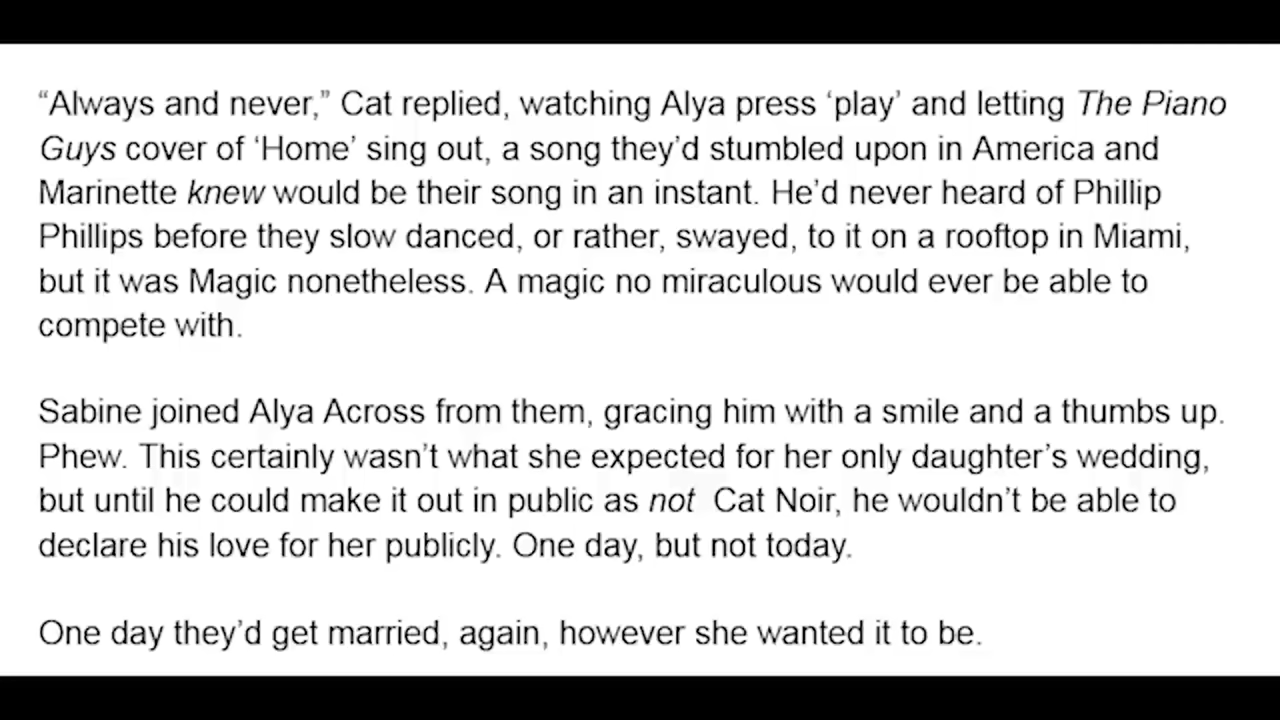 “Always and never,” Cat replied, watching Alya press ‘play’ and letting The Piano
Guys cover of ‘Home’ sing out, a song they’d stumbled upon in America and
Marinette knew would be their song in an instant. He’d never heard of Phillip
Phillips before they slow danced, or rather, swayed, to it on a rooftop in Miami,
but it was Magic nonetheless. A magic no miraculous would ever be able to
compete with.
Sabine joined Alya Across from them, gracing him with a smile and a thumbs up.
Phew. This certainly wasn’t what she expected for her only daughter’s wedding,
but until he could make it out in public as not Cat Noir, he wouldn’t be able to
declare his love for her publicly. One day, but not today.
One day they’d get married, again, however she wanted it to be.